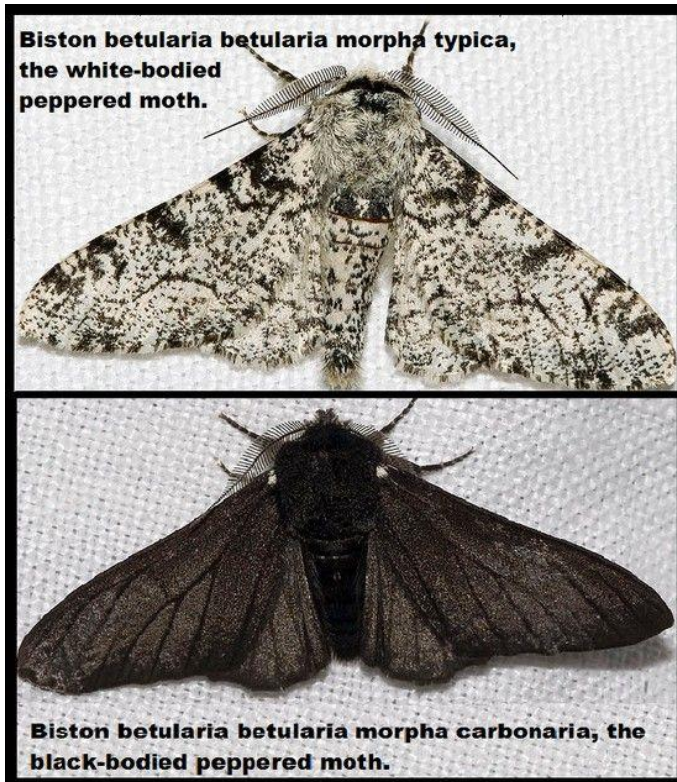 Biston betularia betularia morpha typica,
the white-bodied
peppered moth.
Biston betularia betularia morpha carbonaria, the
black-bodied peppered moth.